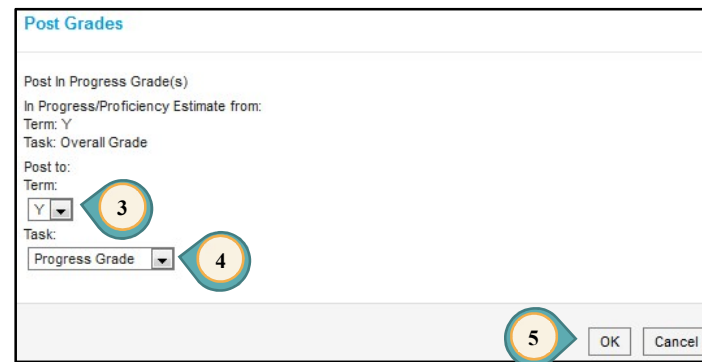 Post Grades
Post In Progress Grade(s)
In Progress/Proficiency Estimate from:
Term: Y
Task: Overall Grade
Post to:
Term:
Y
3
Task:
Progress Grade
4
5
OK
Cancel